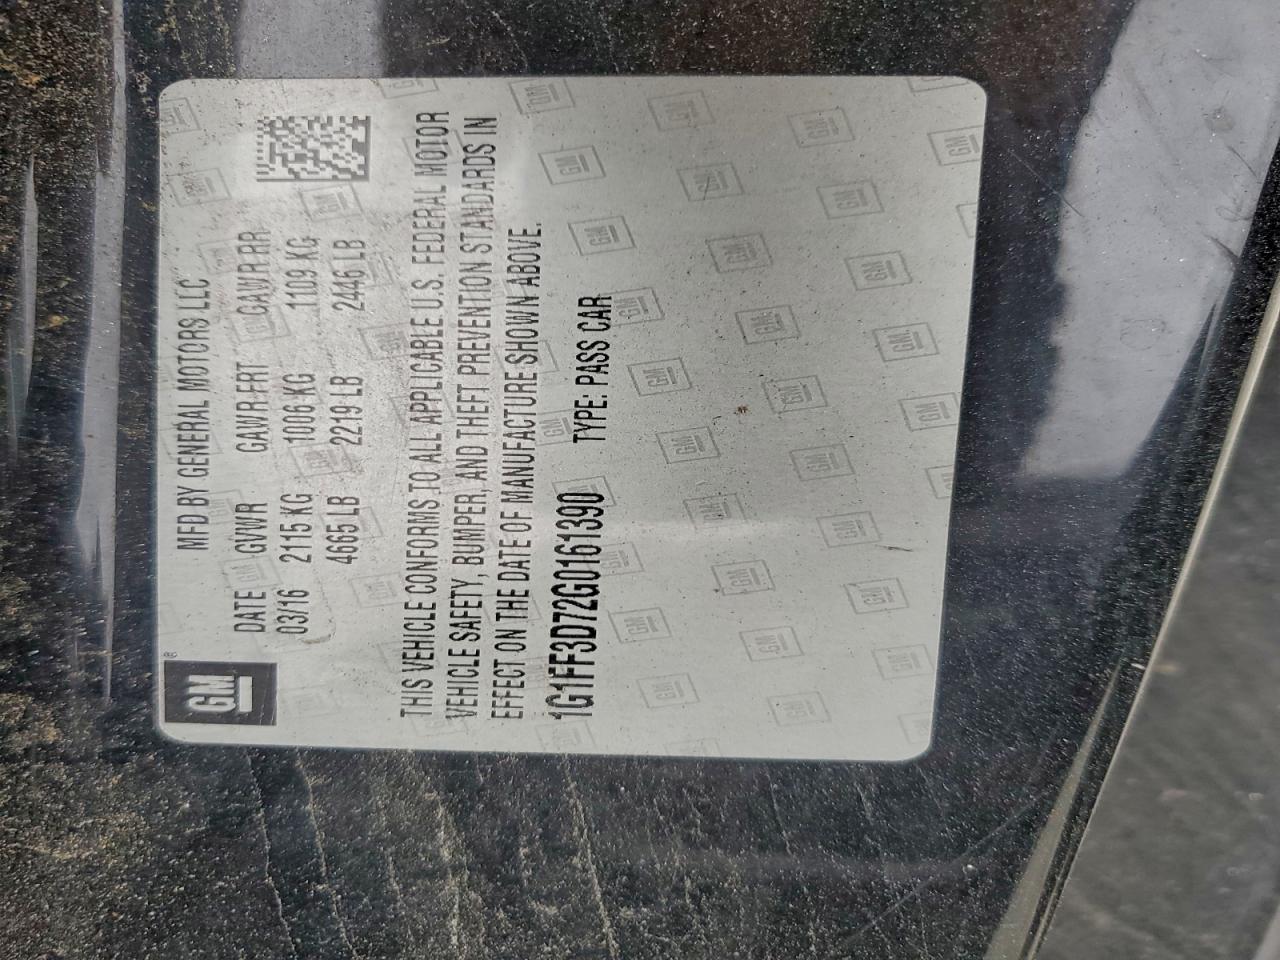 GM®
MFD BY GENERAL MOTORS LLC
DATE GVWR GAWR FRT GAWR RR
03/16 2115 KG 1006 KG 1109 KG
4665 LB 2219 LB 2446 LB
THIS VEHICLE CONFORMS TO ALL APPLICABLE U.S. FEDERAL MOTOR
VEHICLE SAFETY, BUMPER, AND THEFT PREVENTION STANDARDS IN
EFFECT ON THE DATE OF MANUFACTURE SHOWN ABOVE.
1G1FF3D72G0161390 TYPE: PASS CAR